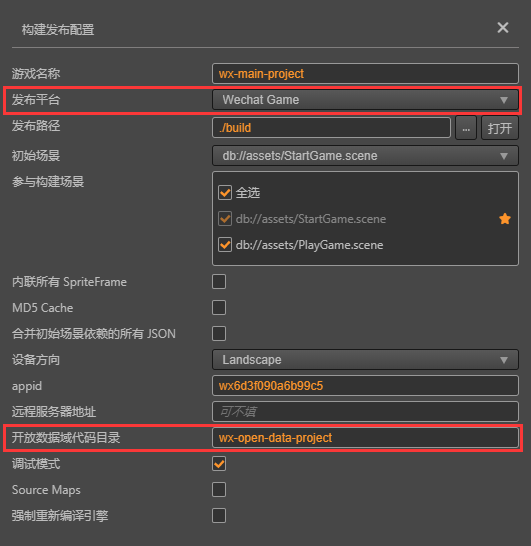 构建发布配置
游戏名称 wx-main-project
发布平台 Wechat Game
发布路径 ./build ... 打开
初始场景 db://assets/StartGame.scene
参与构建场景
全选
db://assets/StartGame.scene
db://assets/PlayGame.scene
内联所有 SpriteFrame
MD5 Cache
合并初始场景依赖的所有 JSON
设备方向 Landscape
appid wx6d3f090a6b99c5
远程服务器地址 可不填
开放数据域代码目录 wx-open-data-project
调试模式
Source Maps
强制重新编译引擎